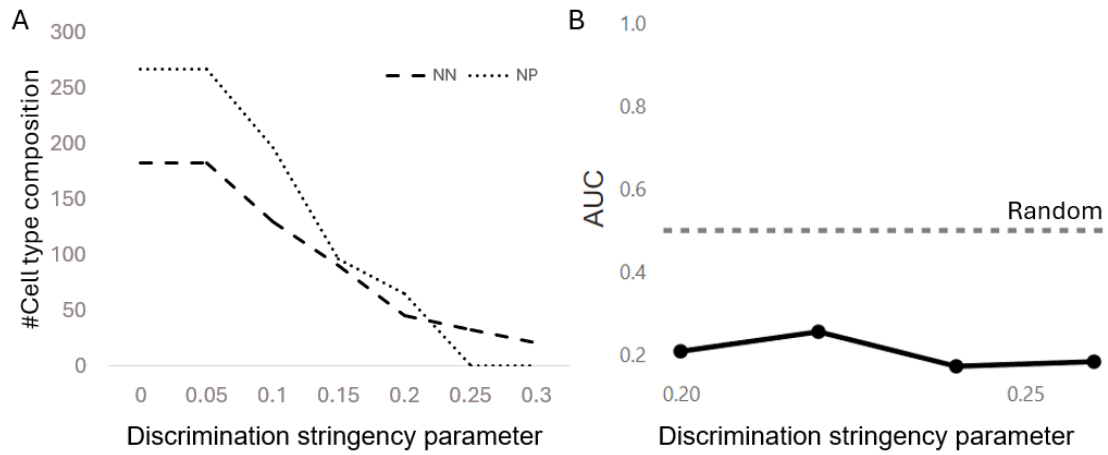 A
300
250
200
150
100
50
0
#Cell type composition
NN
NP
0 0.05 0.1 0.15 0.2 0.25 0.3
Discrimination stringency parameter
B
1.0
0.8
0.6
0.4
0.2
AUC
Random
0.20 0.25
Discrimination stringency parameter